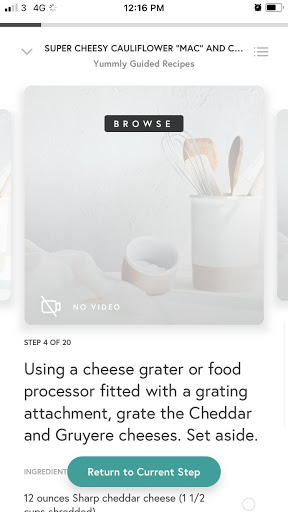 3 4G 12:16 PM
SUPER CHEESY CAULIFLOWER "MAC" AND C...
Yummly Guided Recipes
BROWSE
NO VIDEO
STEP 4 OF 20
Using a cheese grater or food
processor fitted with a grating
attachment, grate the Cheddar
and Gruyere cheeses. Set aside.
INGREDIENT
Return to Current Step
12 ounces Sharp cheddar cheese (1 1/2
cups shredded)